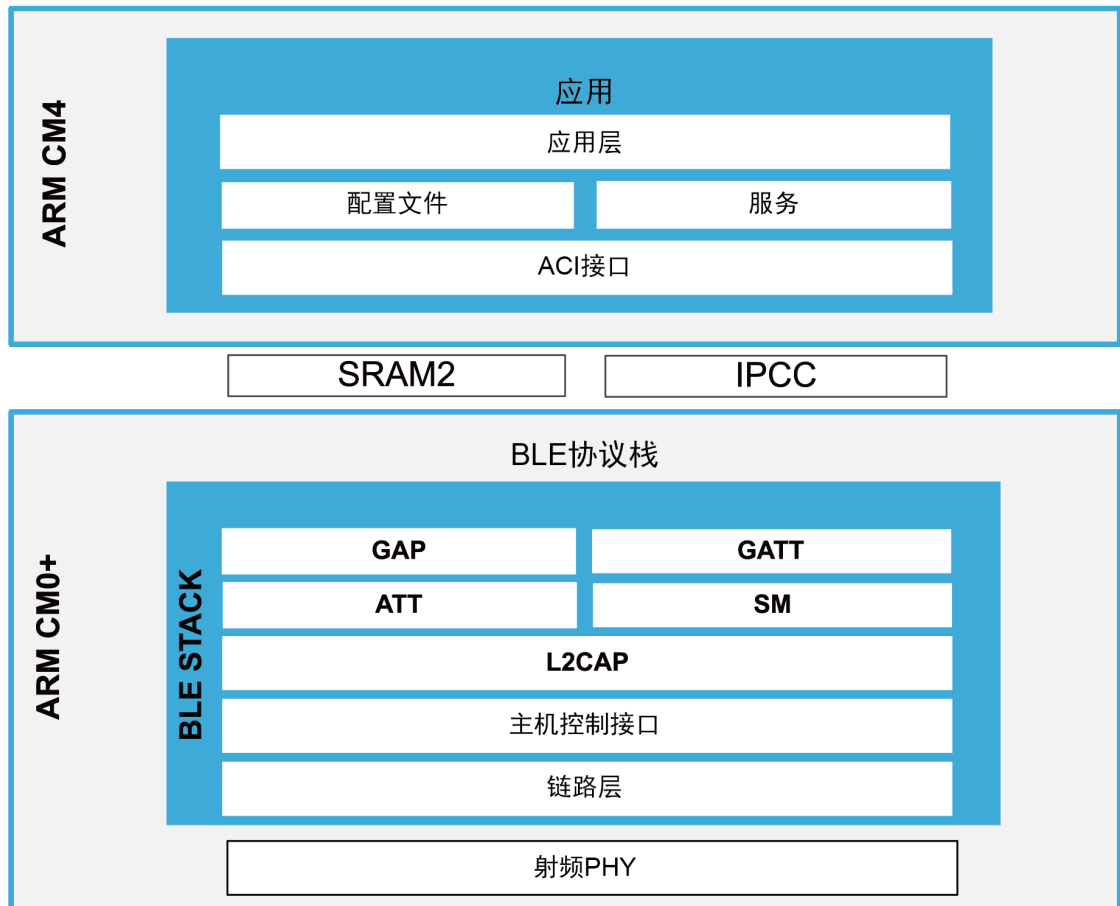 ARM CM4
应用
应用层
配置文件
服务
ACI接口
SRAM2
IPCC
ARM CM0+
BLE协议栈
BLE STACK
GAP
GATT
ATT
SM
L2CAP
主机控制接口
链路层
射频PHY